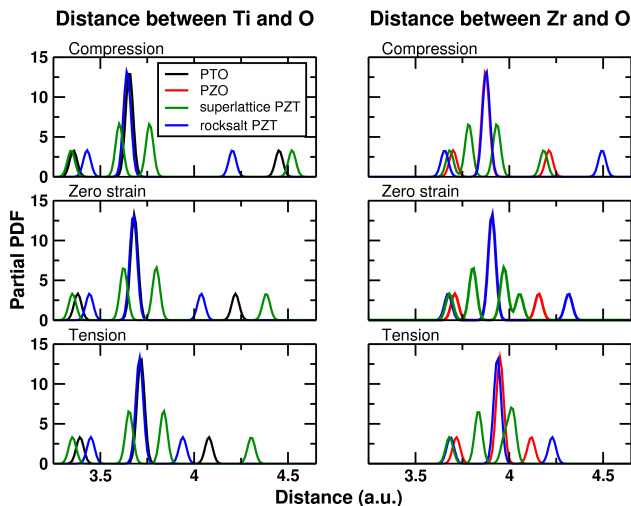 Distance between Ti and O
Distance between Zr and O
Compression
Compression
15
10
5
0
PTO
PZO
superlattice PZT
rocksalt PZT
Zero strain
Zero strain
15
10
5
0
Partial PDF
Tension
Tension
15
10
5
0
3.5
4
4.5
3.5
4
4.5
Distance (a.u.)